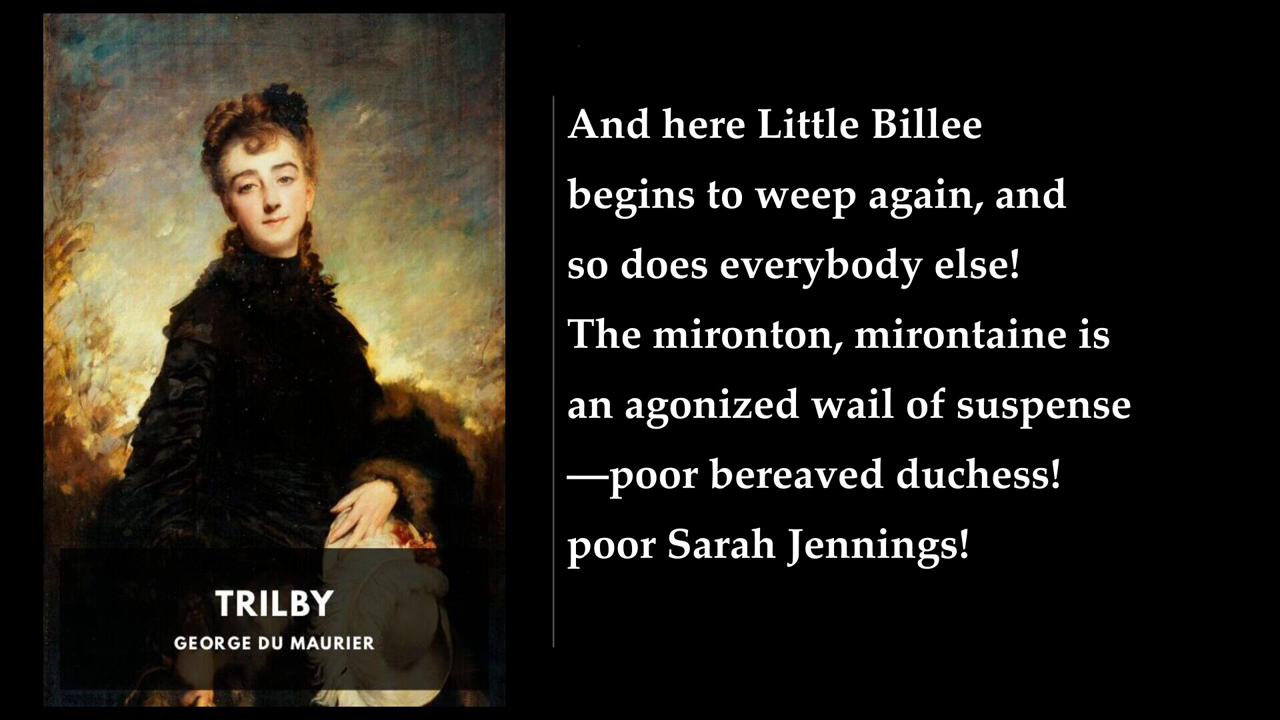 TRILBY
GEORGE DU MAURIER
And here Little Billee
begins to weep again, and
so does everybody else!
The mironton, mirontaine is
an agonized wail of suspense
—poor bereaved duchess!
poor Sarah Jennings!